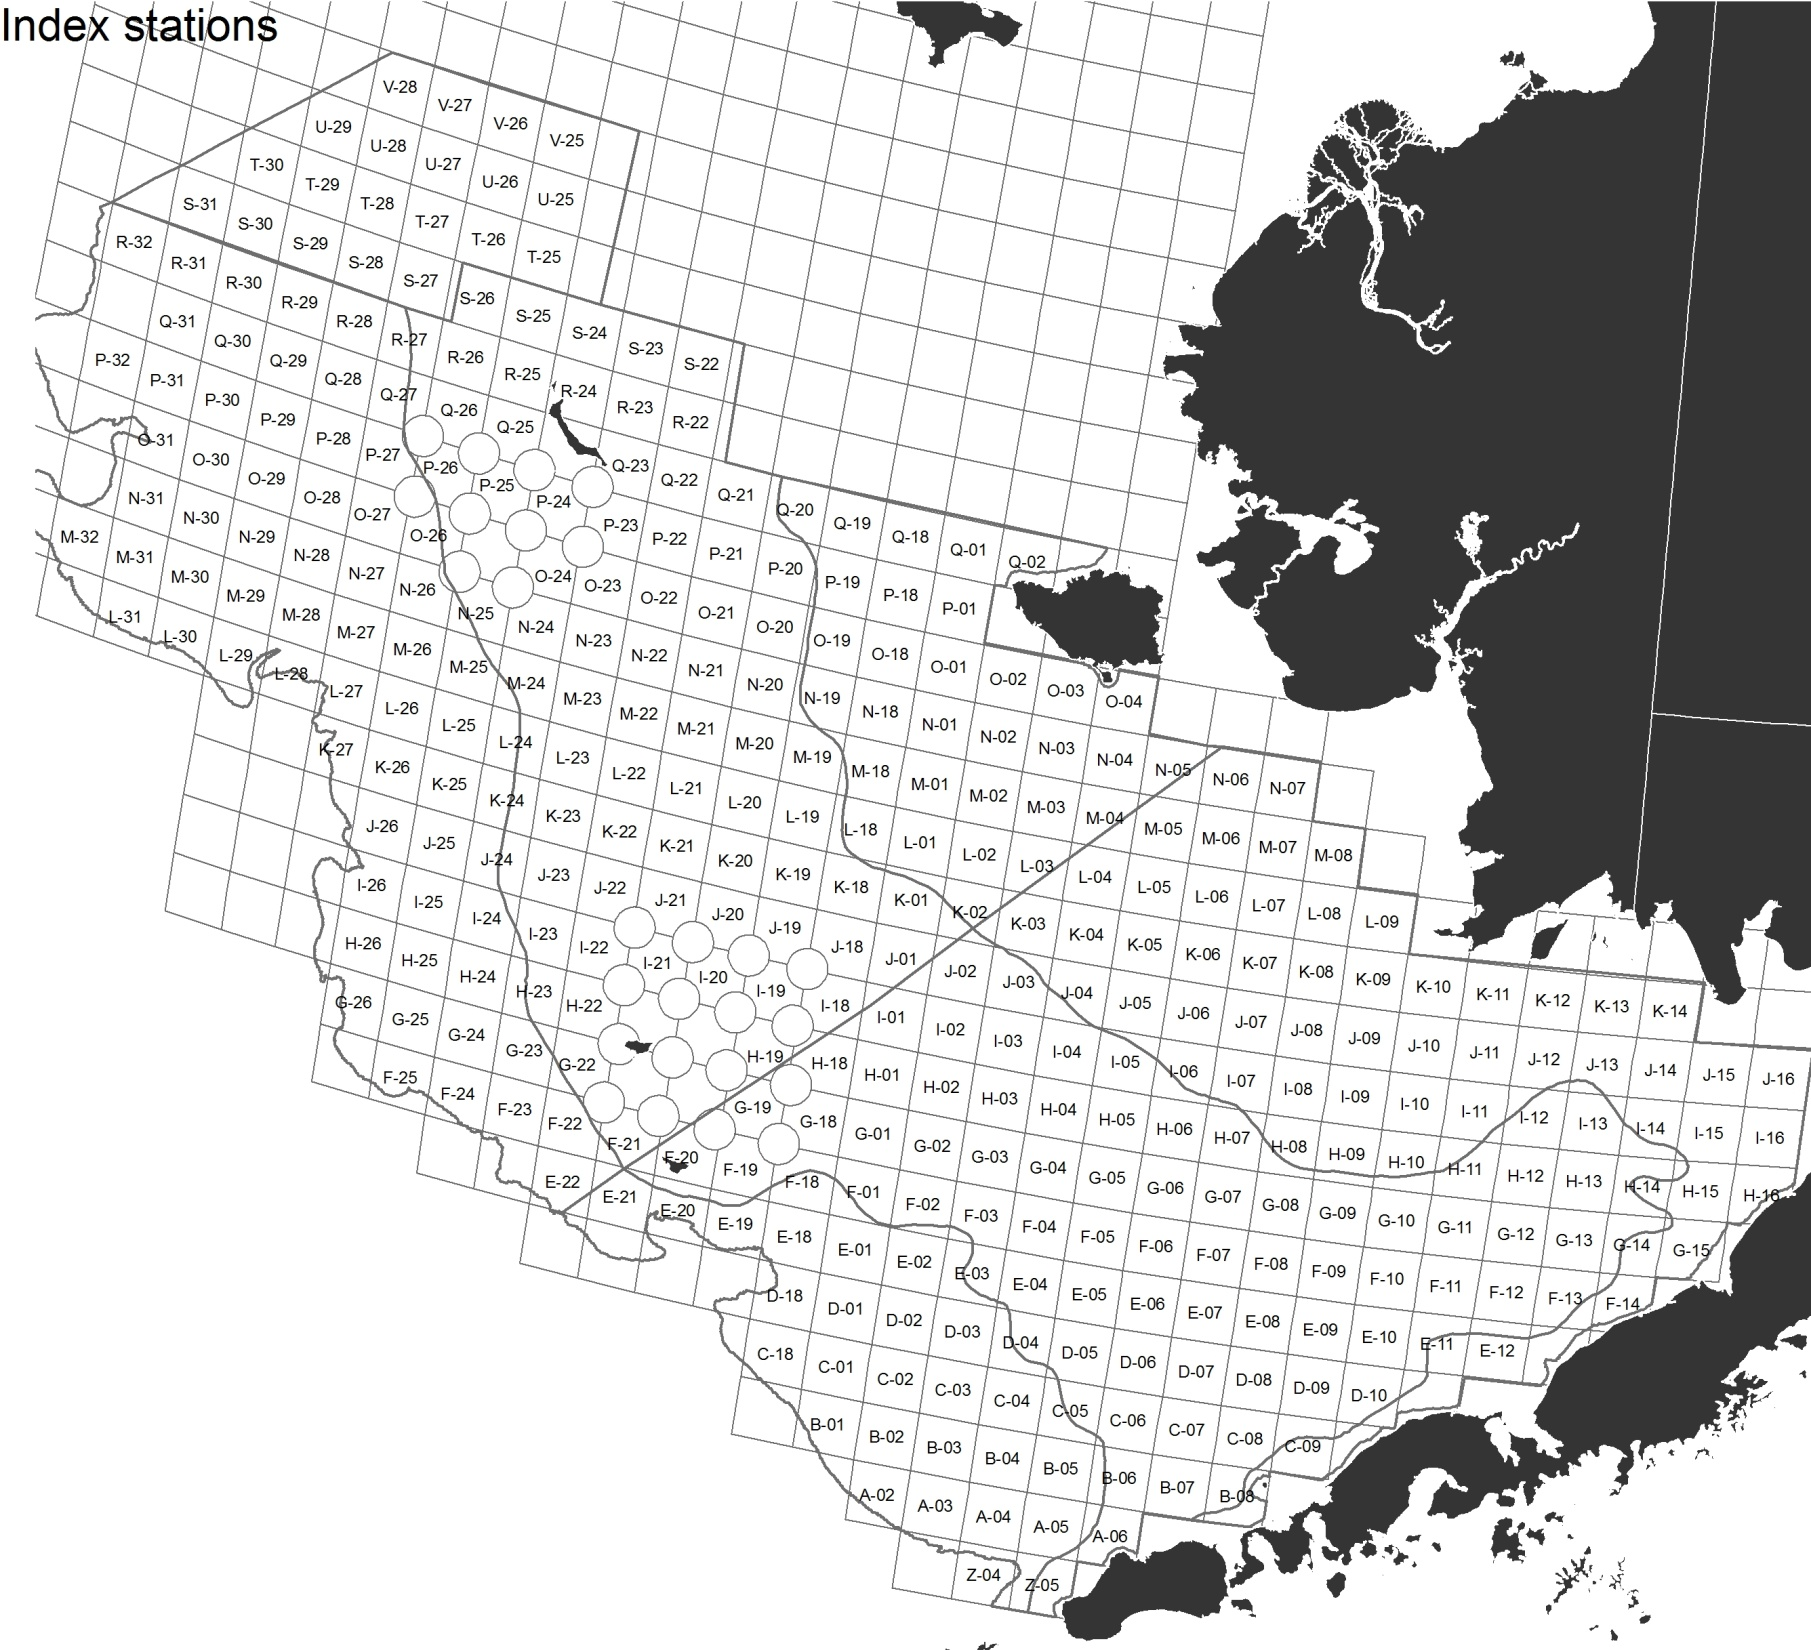 Index stations
V-28 V-27 V-26 V-25
U-29 U-28 U-27 U-26 U-25
T-30 T-29 T-28 T-27 T-26 T-25
S-31 S-30 S-29 S-28 S-27 S-26 S-25 S-24 S-23 S-22
R-32 R-31 R-30 R-29 R-28 R-27 R-26 R-25 R-24 R-23 R-22
Q-31 Q-30 Q-29 Q-28 Q-27 Q-26 Q-25 Q-23 Q-22 Q-21 Q-20 Q-19 Q-18 Q-01 Q-02
P-32 P-31 P-30 P-29 P-28 P-27 P-26 P-25 P-24 P-23 P-22 P-21 P-20 P-19 P-18 P-01
O-31 O-30 O-29 O-28 O-27 O-26 O-24 O-23 O-22 O-21 O-20 O-19 O-18 O-01 O-02 O-03 O-04
N-31 N-30 N-29 N-28 N-27 N-26 N-25 N-24 N-23 N-22 N-21 N-20 N-19 N-18 N-01 N-02 N-03 N-04 N-05 N-06 N-07
M-32 M-31 M-30 M-29 M-28 M-27 M-26 M-25 M-24 M-23 M-22 M-21 M-20 M-19 M-18 M-01 M-02 M-03 M-04 M-05 M-06 M-07 M-08
L-31 L-30 L-29 L-28 L-27 L-26 L-25 L-24 L-23 L-22 L-21 L-20 L-19 L-18 L-01 L-02 L-03 L-04 L-05 L-06 L-07 L-08 L-09
K-27 K-26 K-25 K-24 K-23 K-22 K-21 K-20 K-19 K-18 K-01 K-02 K-03 K-04 K-05 K-06 K-07 K-08 K-09 K-10 K-11 K-12 K-13 K-14
J-26 J-25 J-24 J-23 J-22 J-21 J-20 J-19 J-18 J-01 J-02 J-03 J-04 J-05 J-06 J-07 J-08 J-09 J-10 J-11 J-12 J-13 J-14 J-15 J-16
I-26 I-25 I-24 I-23 I-22 I-21 I-20 I-19 I-18 I-01 I-02 I-03 I-04 I-05 I-06 I-07 I-08 I-09 I-10 I-11 I-12 I-13 I-14 I-15 I-16
H-26 H-25 H-24 H-23 H-22 H-19 H-18 H-01 H-02 H-03 H-04 H-05 H-06 H-07 H-08 H-09 H-10 H-11 H-12 H-13 H-14 H-15 H-16
G-26 G-25 G-24 G-23 G-22 G-19 G-18 G-01 G-02 G-03 G-04 G-05 G-06 G-07 G-08 G-09 G-10 G-11 G-12 G-13 G-14 G-15
F-25 F-24 F-23 F-22 F-21 F-20 F-19 F-18 F-01 F-02 F-03 F-04 F-05 F-06 F-07 F-08 F-09 F-10 F-11 F-12 F-13 F-14
E-22 E-21 E-20 E-19 E-18 E-01 E-02 E-03 E-04 E-05 E-06 E-07 E-08 E-09 E-10 E-11 E-12
D-18 D-01 D-02 D-03 D-04 D-05 D-06 D-07 D-08 D-09 D-10
C-18 C-01 C-02 C-03 C-04 C-05 C-06 C-07 C-08 C-09
B-01 B-02 B-03 B-04 B-05 B-06 B-07 B-08
A-02 A-03 A-04 A-05 A-06
Z-04 Z-05